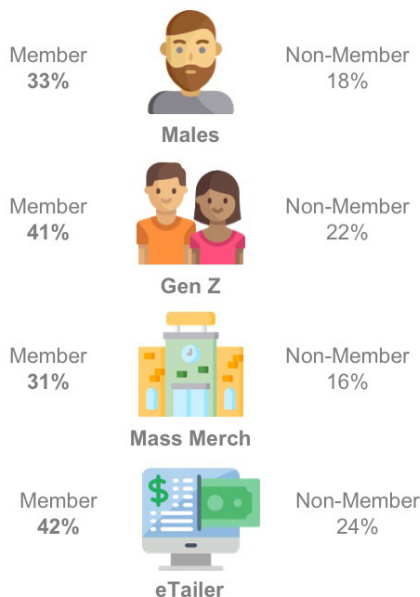 Member
33%
Non-Member
18%
Males
Member
41%
Non-Member
22%
Gen Z
Member
31%
Non-Member
16%
Mass Merch
Member
42%
$
Non-Member
24%
eTailer